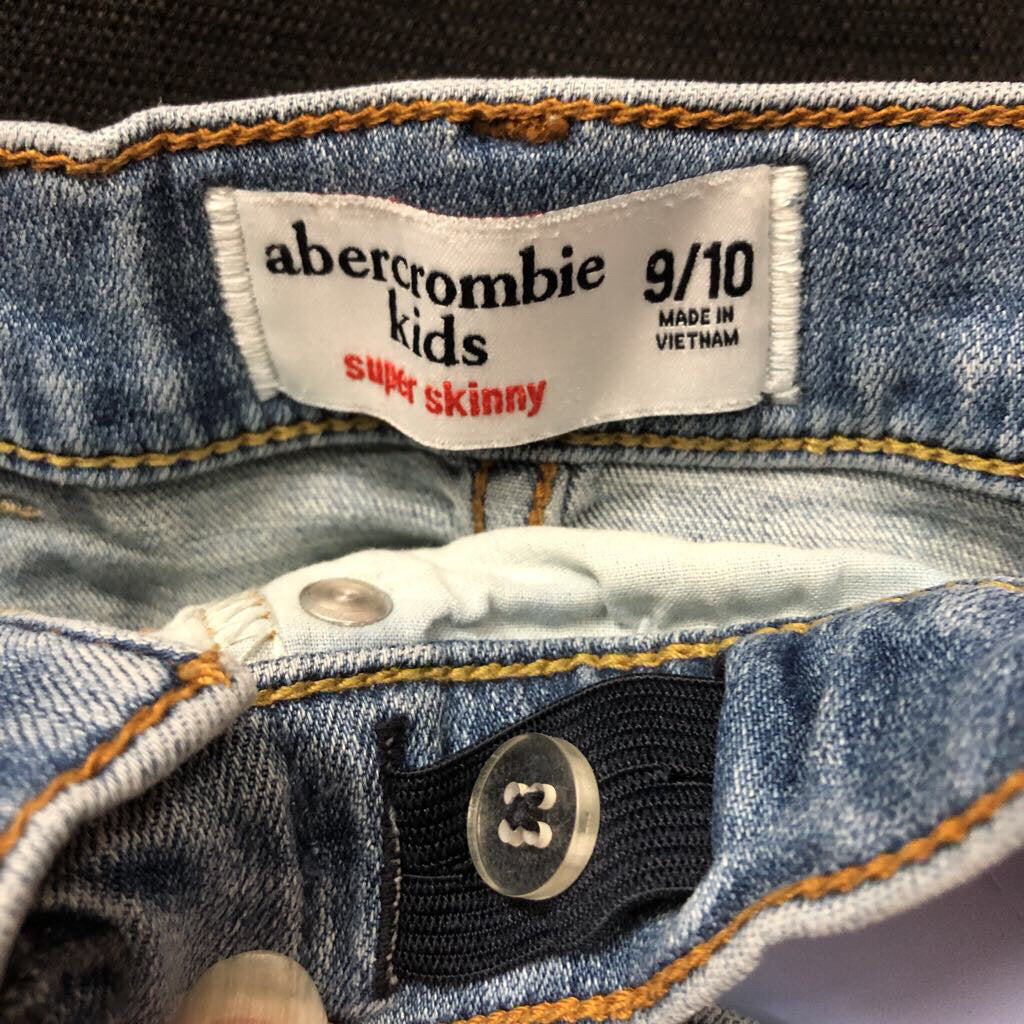 abercrombie
kids
super skinny
9/10
MADE IN
VIETNAM